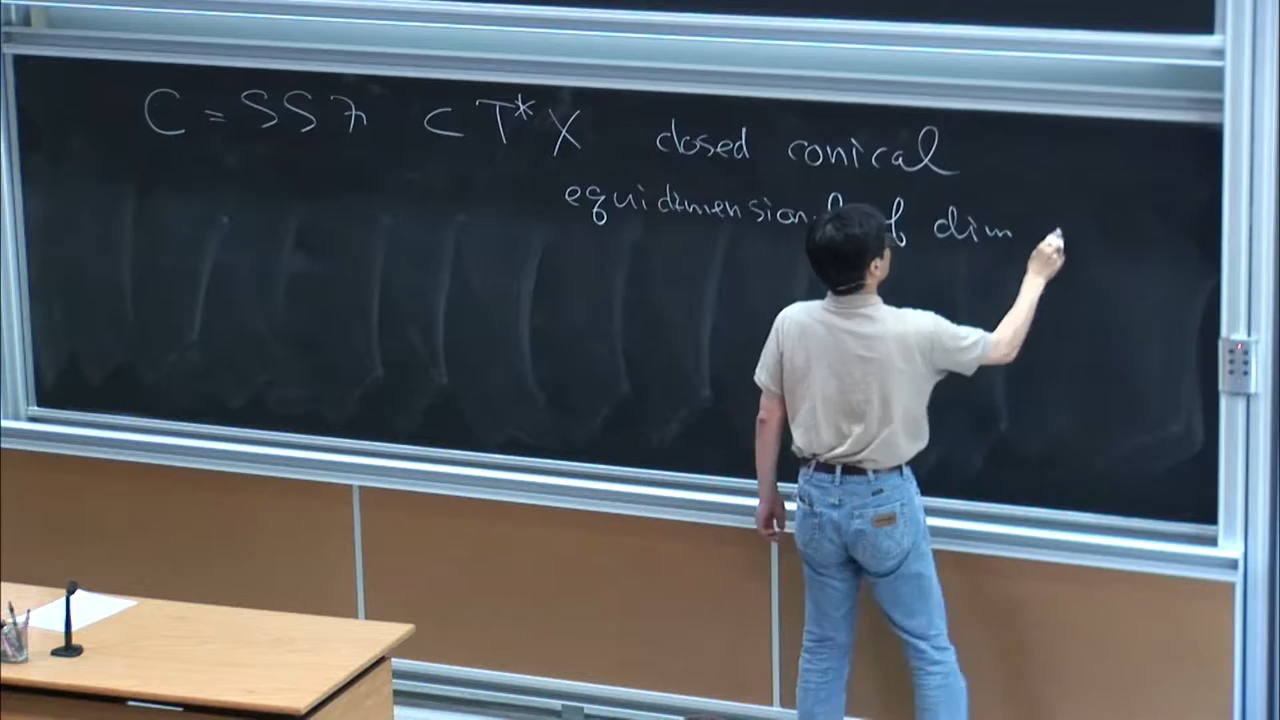 C = SSF ⊂ T*X closed conical
equidimensional of dim